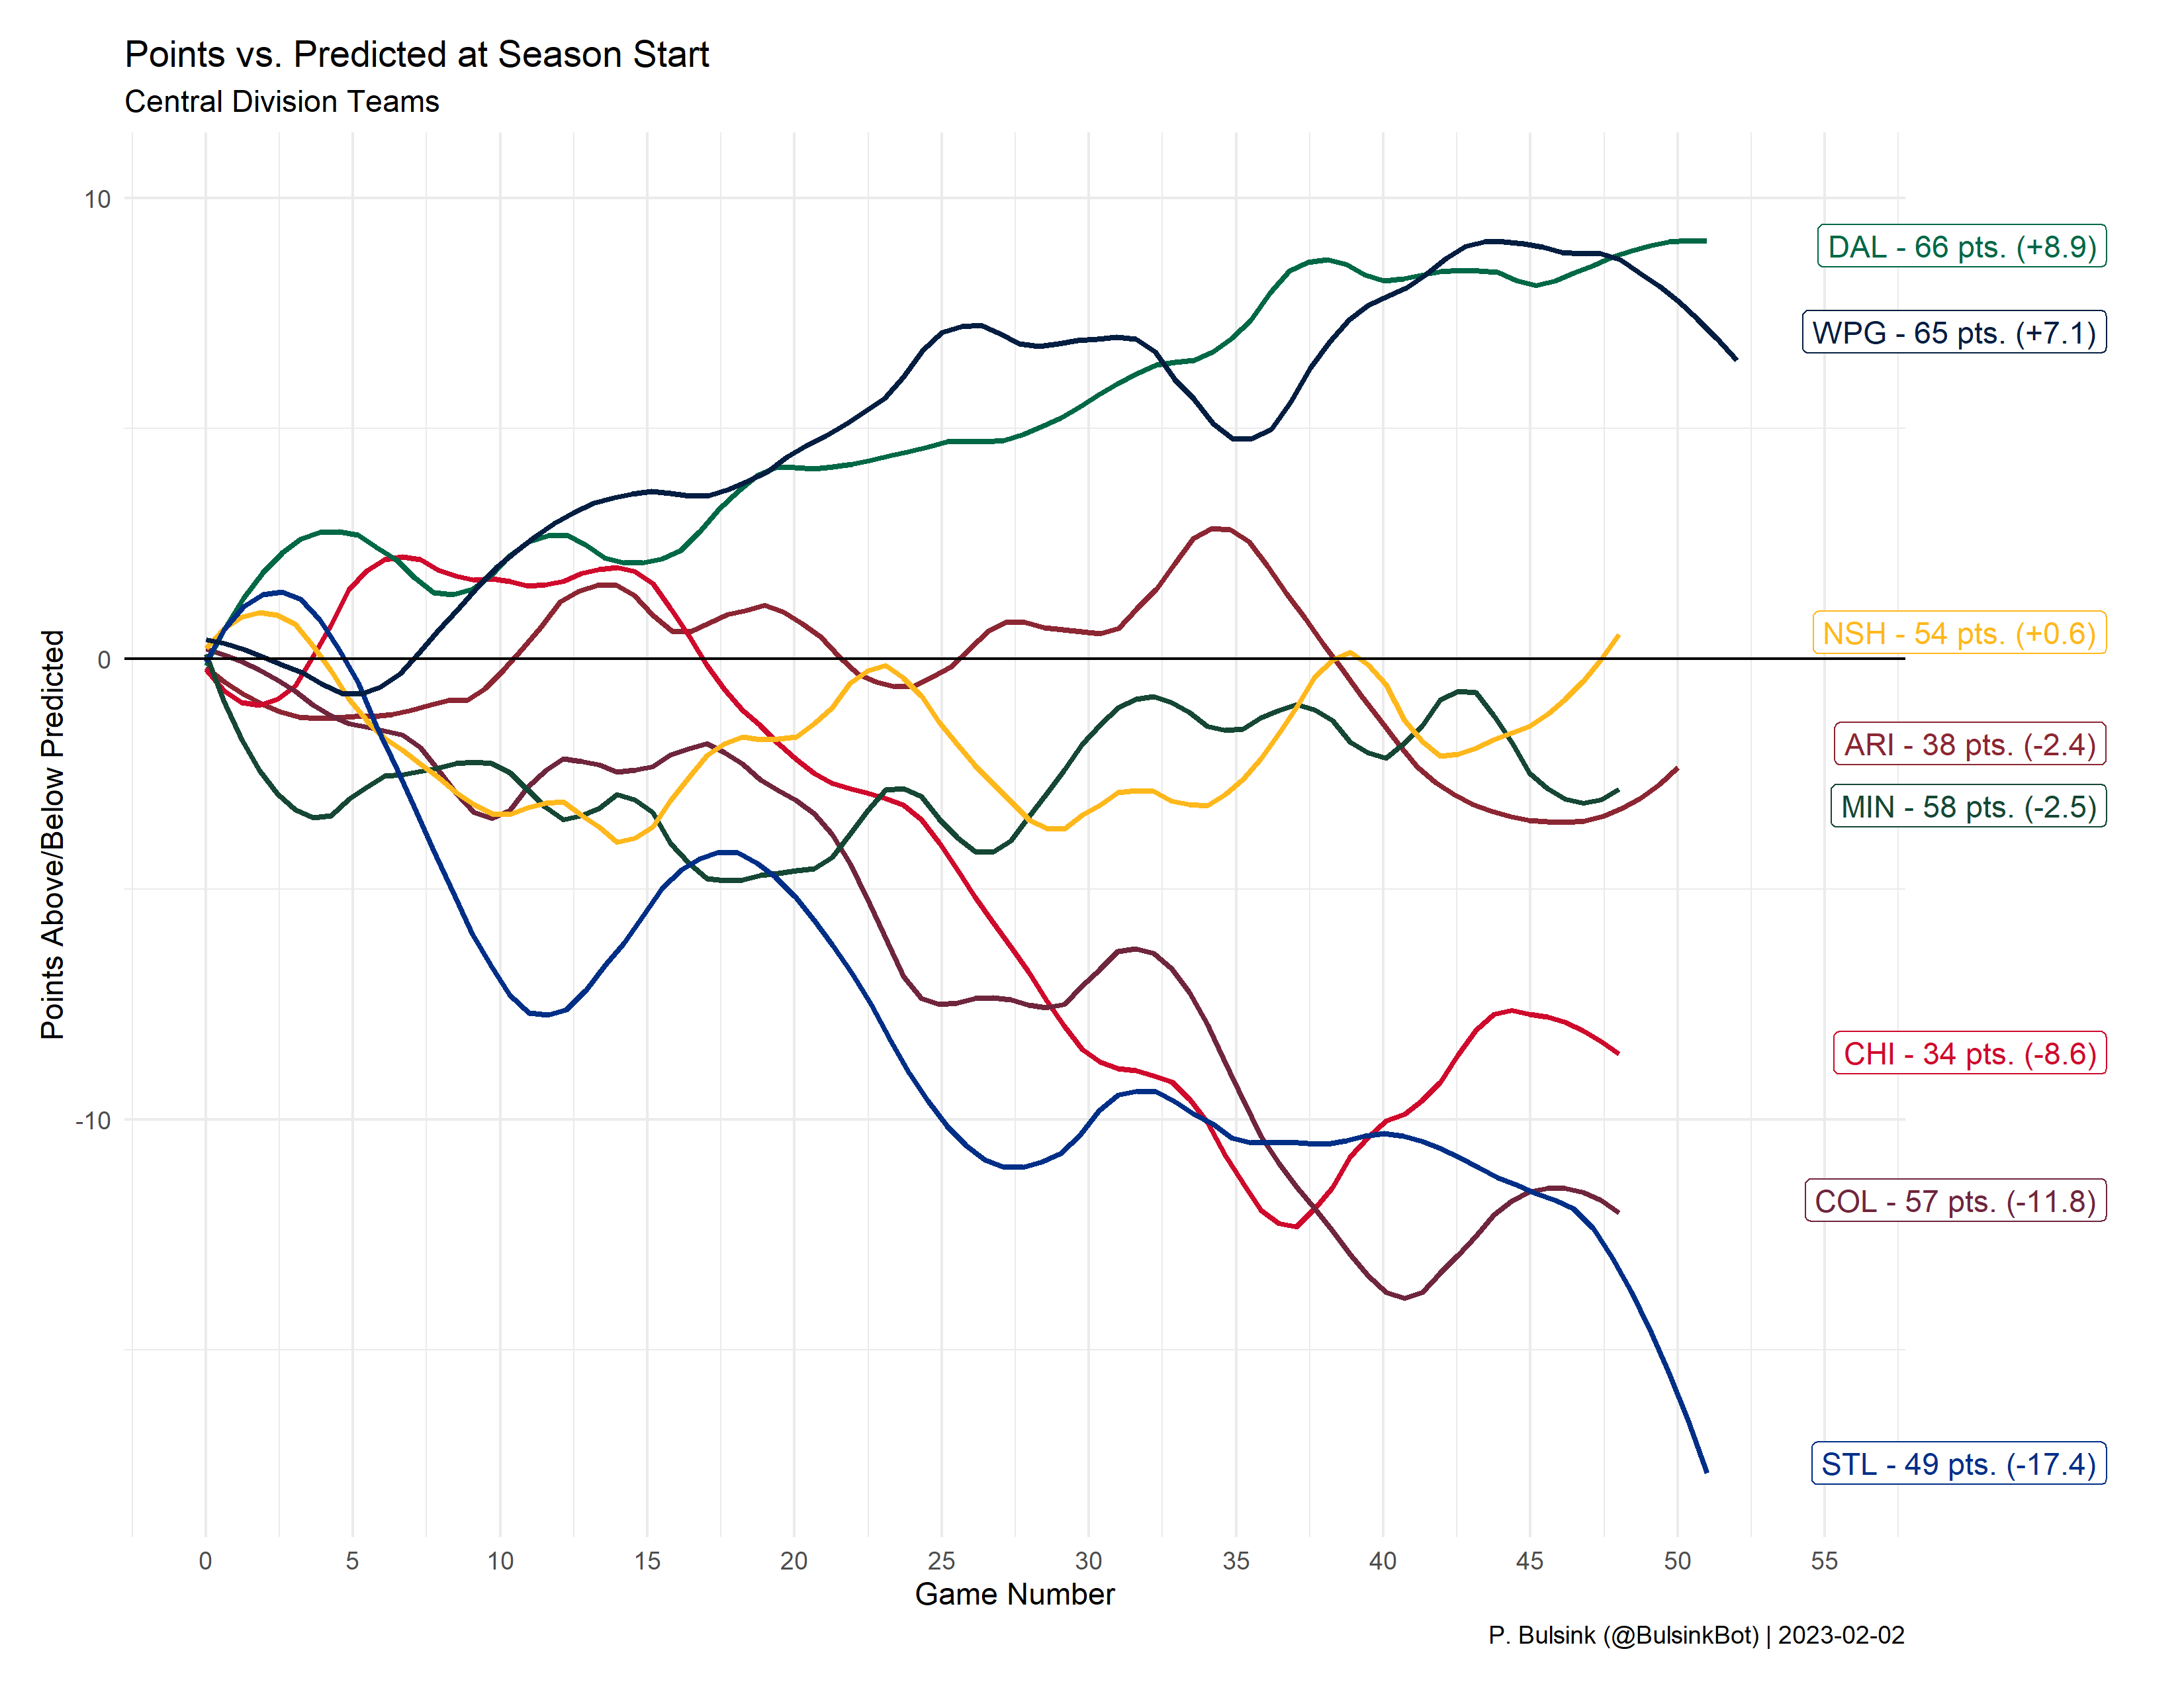 Points vs. Predicted at Season Start
Central Division Teams
Points Above/Below Predicted
10
0
-10
DAL - 66 pts. (+8.9)
WPG - 65 pts. (+7.1)
NSH - 54 pts. (+0.6)
ARI - 38 pts. (-2.4)
MIN - 58 pts. (-2.5)
CHI - 34 pts. (-8.6)
COL - 57 pts. (-11.8)
STL - 49 pts. (-17.4)
0 5 10 15 20 25 30 35 40 45 50 55
Game Number
P. Bulsink (@BulsinkBot) | 2023-02-02